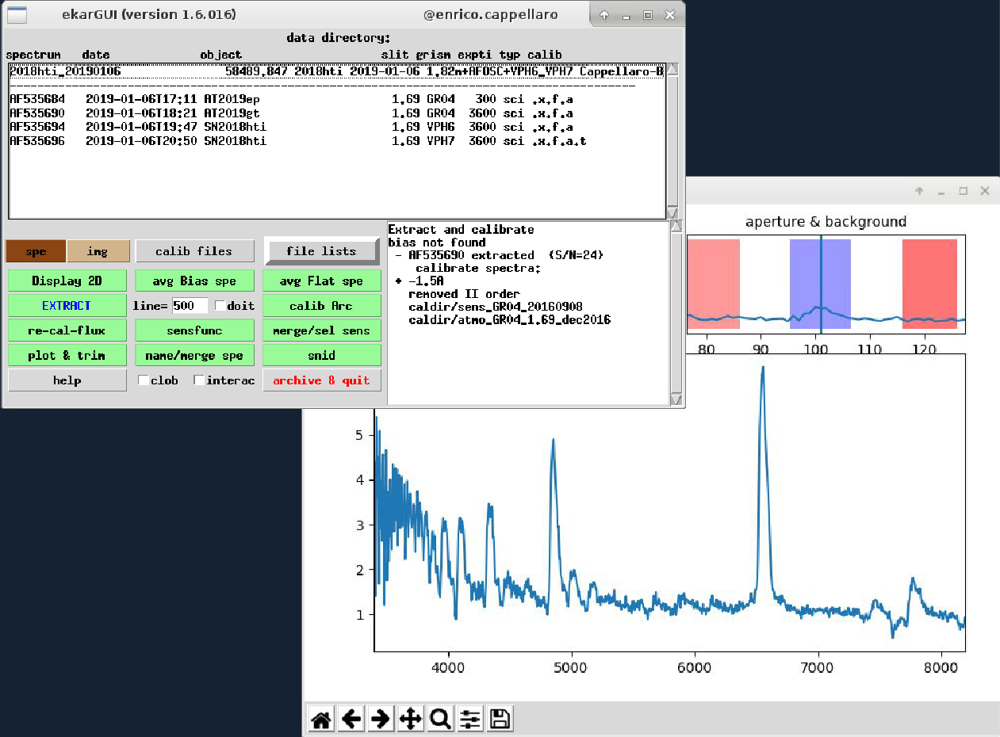 ekarGUI (version 1.6.016) @enrico.cappellaro
data directory:
spectrum date object slit grism expti typ calib
2018hti_20190106 58489.847 2018hti 2019-01-06 1.82m+AFOSC+VPH6_VPH7 Cappellaro-B
AF535684 2019-01-06T17:11 AT2019ep 1.69 GR04 300 sci .x.f.a
AF535690 2019-01-06T18:21 AT2019gt 1.69 GR04 3600 sci .x.f.a
AF535694 2019-01-06T19:47 SN2018hti 1.69 VPH6 3600 sci .x.f.a
AF535696 2019-01-06T20:50 SN2018hti 1.69 VPH7 3600 sci .x.f.a.t
spe img calib files file lists
Display 2D avg Bias spe avg Flat spe
EXTRACT line= 500 doit calib Arc
re-cal-flux sensfunc merge/sel sens
plot & trim name/merge spe snid
help clob interac archive & quit
Extract and calibrate
bias not found
- AF535690 extracted (S/N=24)
calibrate spectra:
+ -1.5A
removed II order
caldir/sens_GR04_20160908
caldir/atmo_GR04_1.69_dec2016
aperture & background
80 90 100 110 120
5
4
3
2
1
4000 5000 6000 7000 8000